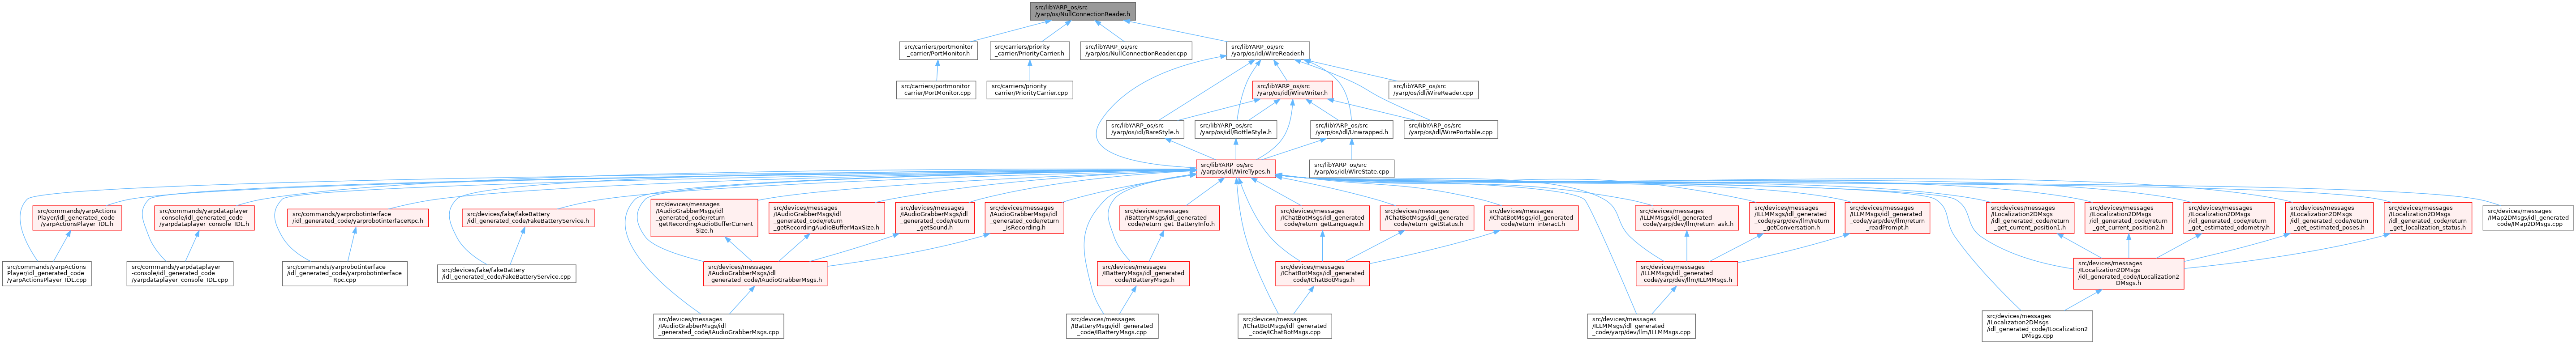 src/libYARP_os/src
/yarp/os/NullConnectionReader.h
src/carriers/portmonitor
_carrier/PortMonitor.h
src/carriers/priority
_carrier/PriorityCarrier.h
src/libYARP_os/src
/yarp/os/NullConnectionReader.cpp
src/libYARP_os/src
/yarp/os/idl/WireReader.h
src/carriers/portmonitor
_carrier/PortMonitor.cpp
src/carriers/priority
_carrier/PriorityCarrier.cpp
src/libYARP_os/src
/yarp/os/idl/WireWriter.h
src/libYARP_os/src
/yarp/os/idl/WireReader.cpp
src/libYARP_os/src
/yarp/os/idl/BareStyle.h
src/libYARP_os/src
/yarp/os/idl/BottleStyle.h
src/libYARP_os/src
/yarp/os/idl/Unwrapped.h
src/libYARP_os/src
/yarp/os/idl/WirePortable.cpp
src/libYARP_os/src
/yarp/os/idl/WireTypes.h
src/libYARP_os/src
/yarp/os/idl/WireState.cpp
src/commands/yarpActions
Player/idl_generated_code
/yarpActionsPlayer_IDL.h
src/commands/yarpdataplayer
-console/idl_generated_code
/yarpdataplayer_console_IDL.h
src/commands/yarprobotinterface
/idl_generated_code/yarprobotinterfaceRpc.h
src/devices/fake/fakeBattery
/idl_generated_code/FakeBatteryService.h
src/devices/messages
/IAudioGrabberMsgs/idl
_generated_code/return
_getRecordingAudioBufferCurrent
Size.h
src/devices/messages
/IAudioGrabberMsgs/idl
_generated_code/return
_getRecordingAudioBufferMaxSize.h
src/devices/messages
/IAudioGrabberMsgs/idl
_generated_code/return
_getSound.h
src/devices/messages
/IAudioGrabberMsgs/idl
_generated_code/return
_isRecording.h
src/devices/messages
/IBatteryMsgs/idl_generated
_code/return_get_BatteryInfo.h
src/devices/messages
/IChatBotMsgs/idl_generated
_code/return_getLanguage.h
src/devices/messages
/IChatBotMsgs/idl_generated
_code/return_getStatus.h
src/devices/messages
/IChatBotMsgs/idl_generated
_code/return_interact.h
src/devices/messages
/ILLMMsgs/idl_generated
_code/yarp/dev/llm/return_ask.h
src/devices/messages
/ILLMMsgs/idl_generated
_code/yarp/dev/llm/return
_getConversation.h
src/devices/messages
/ILLMMsgs/idl_generated
_code/yarp/dev/llm/return
_readPrompt.h
src/devices/messages
/ILocalization2DMsgs
/idl_generated_code/return
_get_current_position1.h
src/devices/messages
/ILocalization2DMsgs
/idl_generated_code/return
_get_current_position2.h
src/devices/messages
/ILocalization2DMsgs
/idl_generated_code/return
_get_estimated_odometry.h
src/devices/messages
/ILocalization2DMsgs
/idl_generated_code/return
_get_estimated_poses.h
src/devices/messages
/ILocalization2DMsgs
/idl_generated_code/return
_get_localization_status.h
src/devices/messages
/IMap2DMsgs/idl_generated
_code/IMap2DMsgs.cpp
src/commands/yarpActions
Player/idl_generated_code
/yarpActionsPlayer_IDL.cpp
src/commands/yarpdataplayer
-console/idl_generated_code
/yarpdataplayer_console_IDL.cpp
src/commands/yarprobotinterface
/idl_generated_code/yarprobotinterface
Rpc.cpp
src/devices/fake/fakeBattery
/idl_generated_code/FakeBatteryService.cpp
src/devices/messages
/IAudioGrabberMsgs/idl
_generated_code/IAudioGrabberMsgs.h
src/devices/messages
/IBatteryMsgs/idl_generated
_code/IBatteryMsgs.h
src/devices/messages
/IChatBotMsgs/idl_generated
_code/IChatBotMsgs.h
src/devices/messages
/ILLMMsgs/idl_generated
_code/yarp/dev/llm/ILLMMsgs.h
src/devices/messages
/ILocalization2DMsgs
/idl_generated_code/ILocalization2
DMsgs.h
src/devices/messages
/IAudioGrabberMsgs/idl
_generated_code/IAudioGrabberMsgs.cpp
src/devices/messages
/IBatteryMsgs/idl_generated
_code/IBatteryMsgs.cpp
src/devices/messages
/IChatBotMsgs/idl_generated
_code/IChatBotMsgs.cpp
src/devices/messages
/ILLMMsgs/idl_generated
_code/yarp/dev/llm/ILLMMsgs.cpp
src/devices/messages
/ILocalization2DMsgs
/idl_generated_code/ILocalization2
DMsgs.cpp